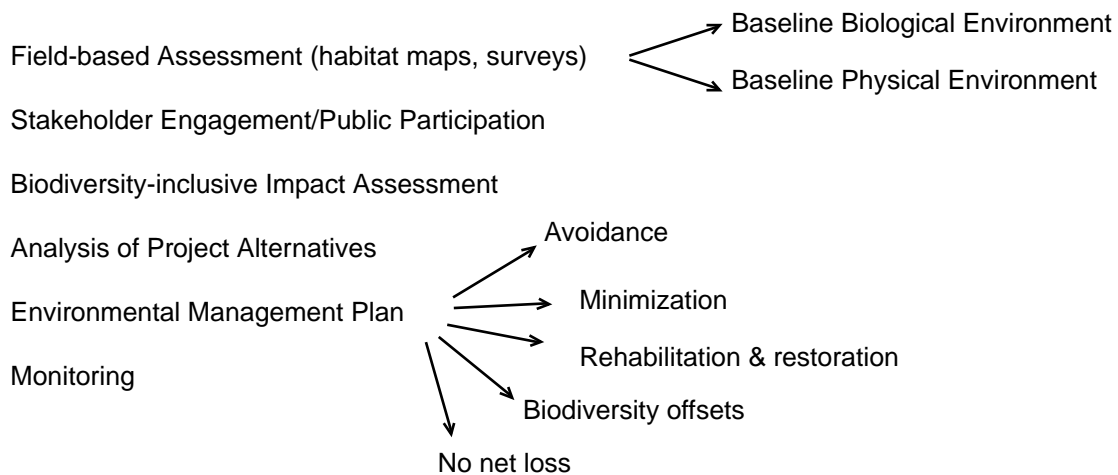 Baseline Biological Environment
Field-based Assessment (habitat maps, surveys)
Baseline Physical Environment
Stakeholder Engagement/Public Participation
Biodiversity-inclusive Impact Assessment
Avoidance
Analysis of Project Alternatives
Minimization
Environmental Management Plan
Rehabilitation & restoration
Monitoring
Biodiversity offsets
No net loss